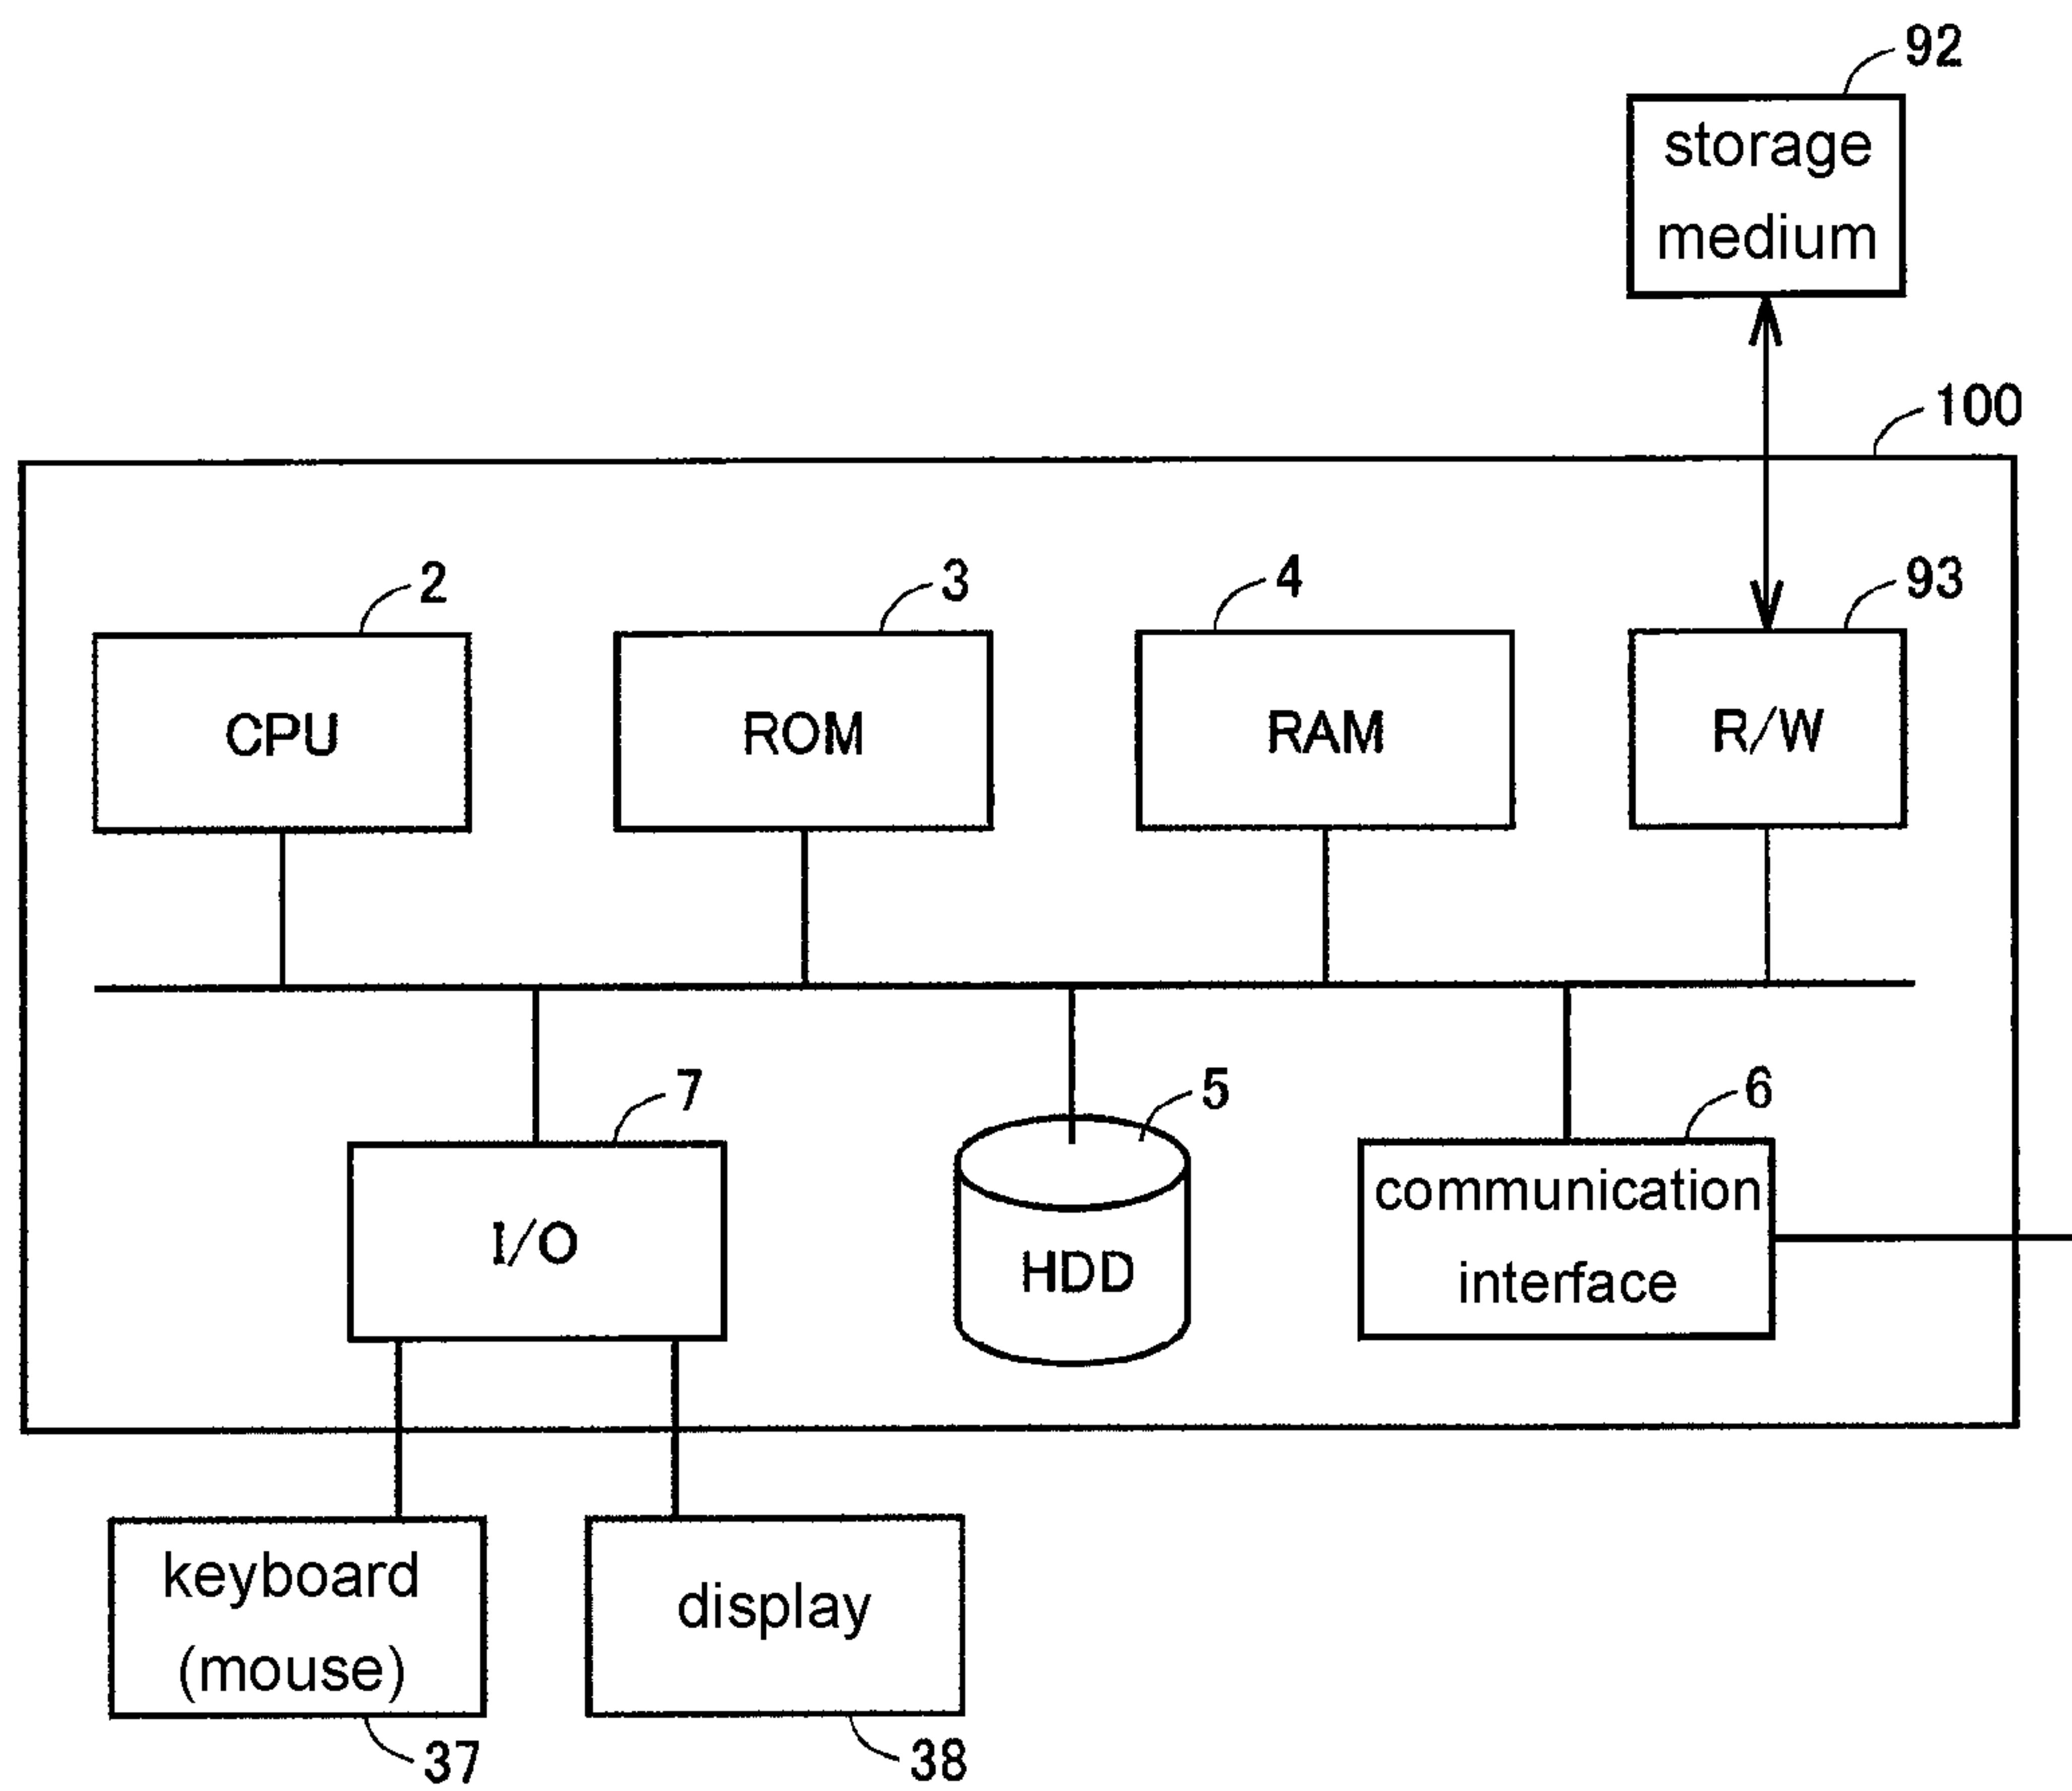 92
storage
medium
100
2
3
4
93
CPU
ROM
RAM
R/W
7
5
6
I/O
HDD
communication
interface
keyboard
(mouse)
display
37
38